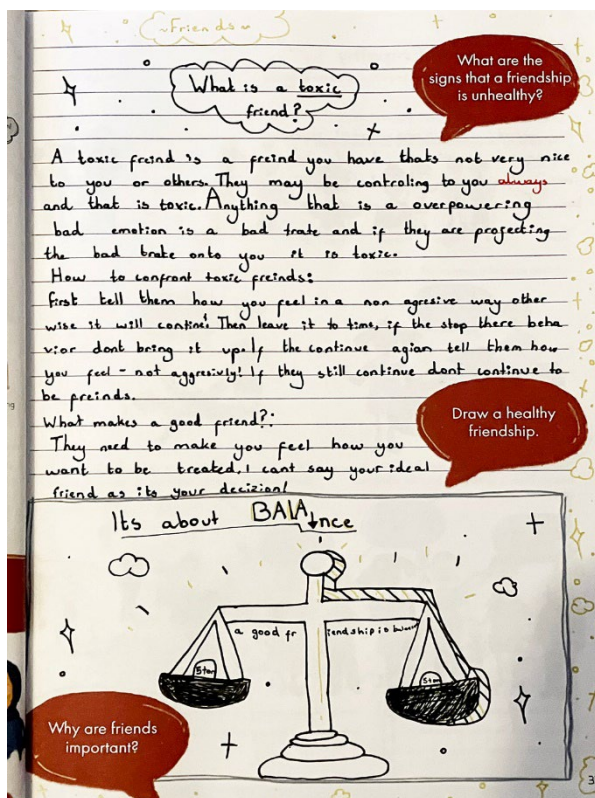 ~Friends~
What is a toxic
friend?
What are the
signs that a friendship
is unhealthy?
A toxic freind is a freind you have thats not very nice
to you or others. They may be controling to you always
and that is toxic. Anything that is a overpowering
bad emotion is a bad trate and if they are projecting
the bad trake onto you it is toxic.
How to confront toxic freinds:
first tell them how you feel in a non agresive way other
wise it will contine! Then leave it to time, if the stop there beha
vior dont bring it up. If the continue agian tell them how
you feel - not aggresivly! If they still continue dont continue to
be freinds.
What makes a good friend?:
They need to make you feel how you
want to be treated. I cant say your ideal
friend as its your decizion!
Draw a healthy
friendship.
Its about BALAnce
a good friendship is
5ton
5ton
Why are friends
important?
3